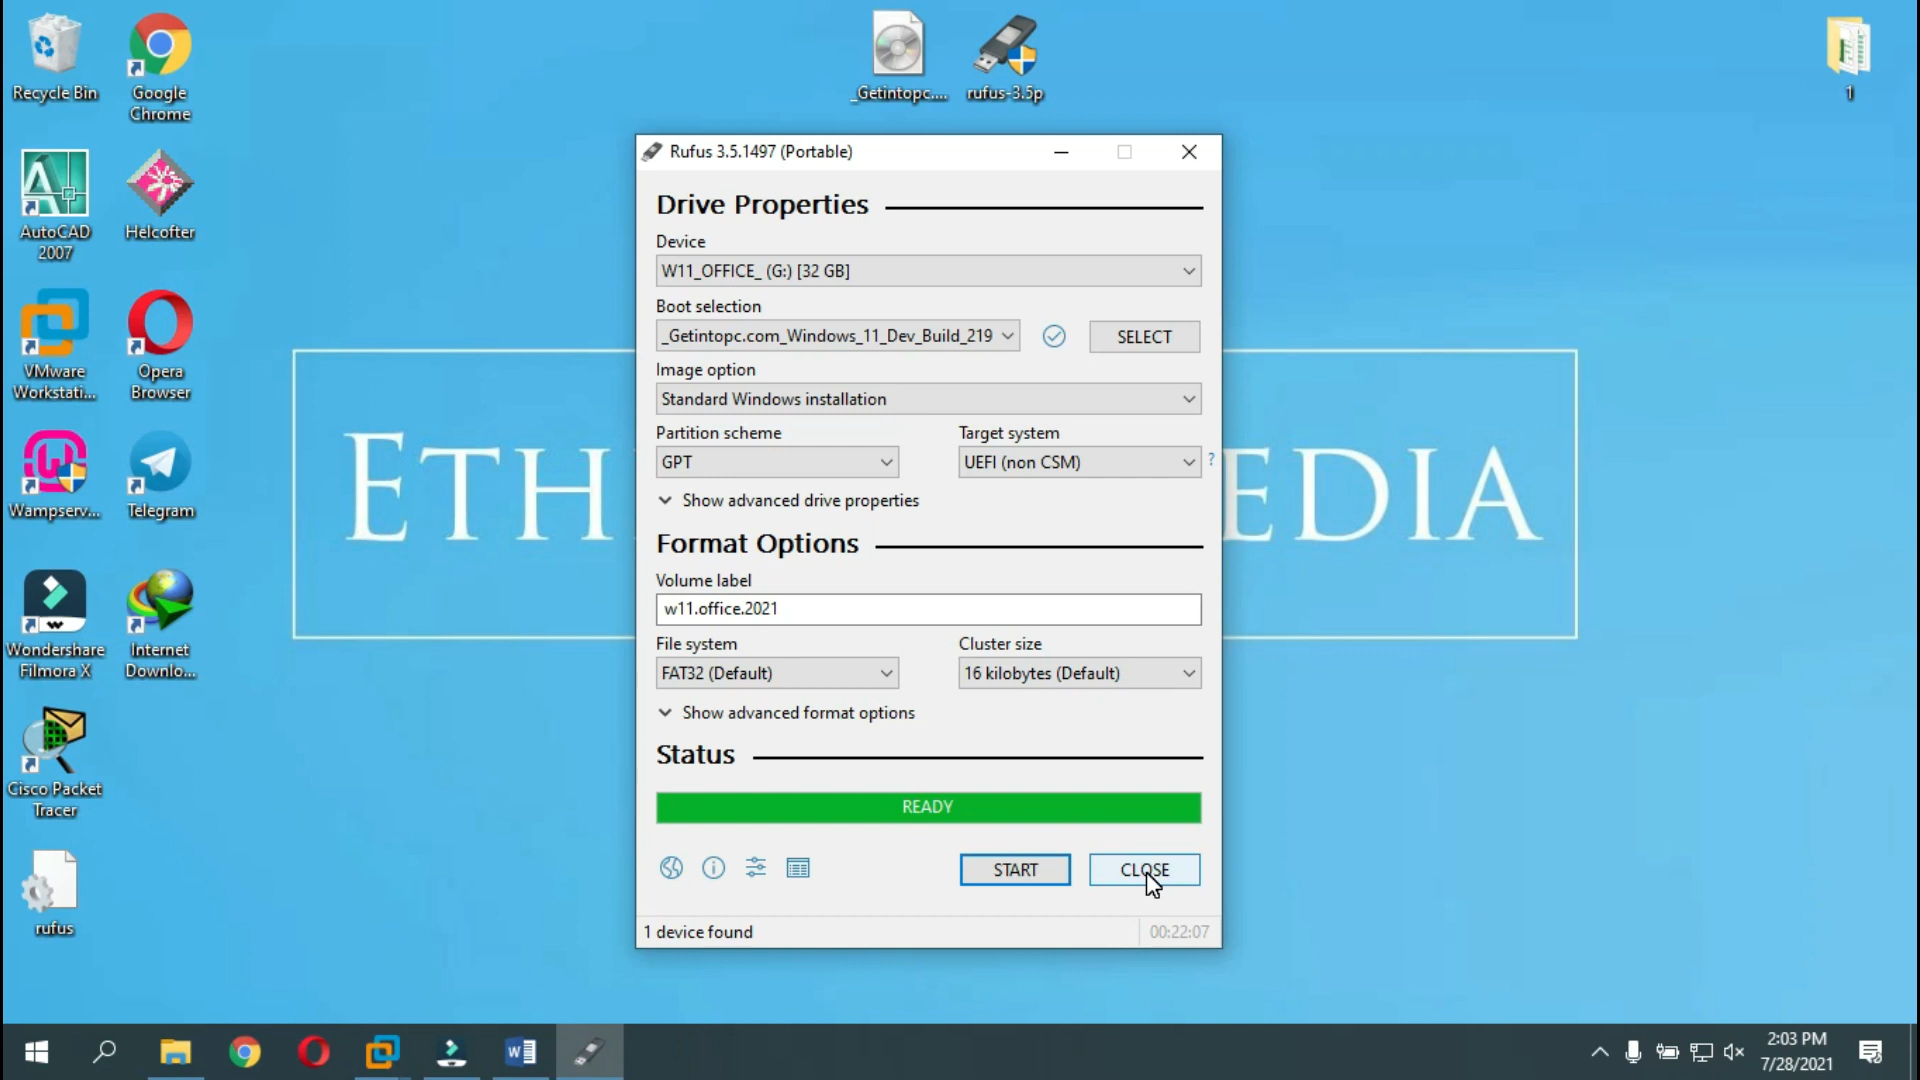 Recycle Bin
Google
Chrome
_Getintopc....
rufus-3.5p
1
AutoCAD
2007
Helcofter
VMware
Workstati...
Opera
Browser
Wampserv...
Telegram
Wondershare
Filmora X
Internet
Downlo...
Cisco Packet
Tracer
rufus
ETH
EDIA
Rufus 3.5.1497 (Portable)
Drive Properties
Device
W11_OFFICE_ (G:) [32 GB]
Boot selection
_Getintopc.com_Windows_11_Dev_Build_219
SELECT
Image option
Standard Windows installation
Partition scheme
Target system
GPT
UEFI (non CSM)
?
Show advanced drive properties
Format Options
Volume label
w11.office.2021
File system
Cluster size
FAT32 (Default)
16 kilobytes (Default)
Show advanced format options
Status
READY
START
CLOSE
1 device found
00:22:07
2:03 PM
7/28/2021